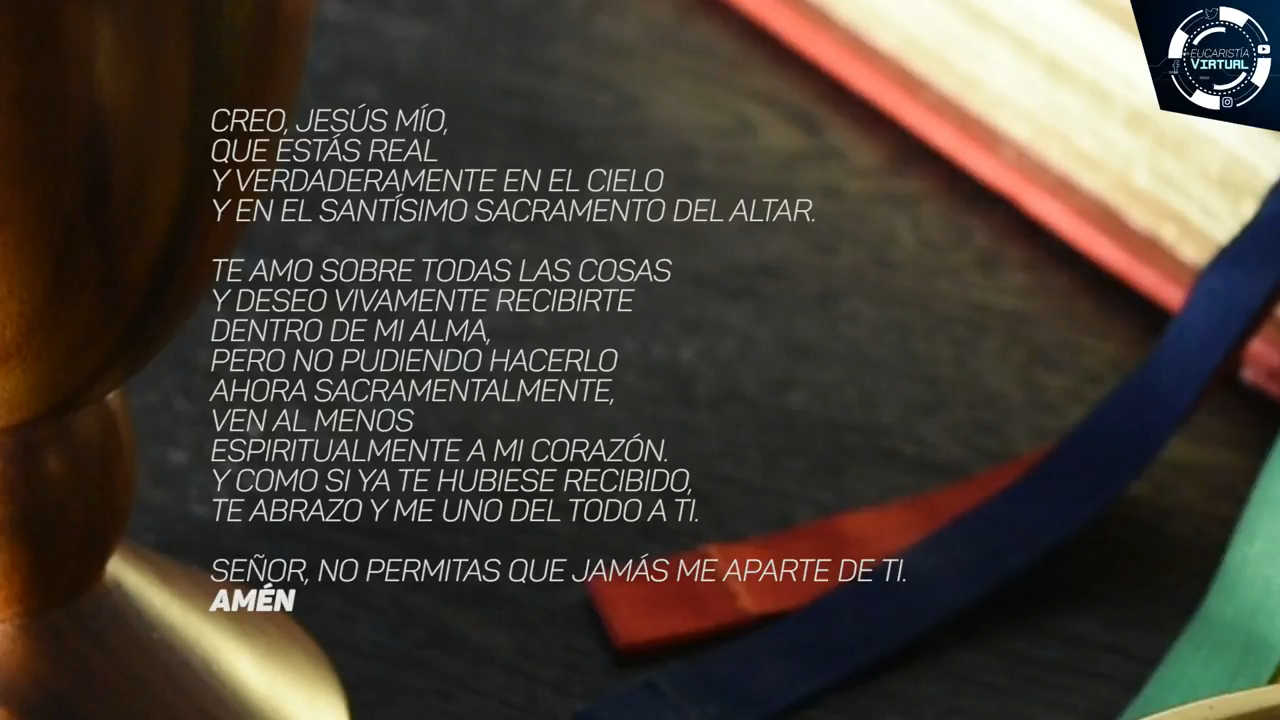 EUCARISTÍA
VIRTUAL
CREO, JESÚS MÍO,
QUE ESTÁS REAL
Y VERDADERAMENTE EN EL CIELO
Y EN EL SANTÍSIMO SACRAMENTO DEL ALTAR.
TE AMO SOBRE TODAS LAS COSAS
Y DESEO VIVAMENTE RECIBIRTE
DENTRO DE MI ALMA,
PERO NO PUDIENDO HACERLO
AHORA SACRAMENTALMENTE,
VEN AL MENOS
ESPIRITUALMENTE A MI CORAZÓN.
Y COMO SI YA TE HUBIESE RECIBIDO,
TE ABRAZO Y ME UNO DEL TODO A TI.
SEÑOR, NO PERMITAS QUE JAMÁS ME APARTE DE TI.
AMÉN